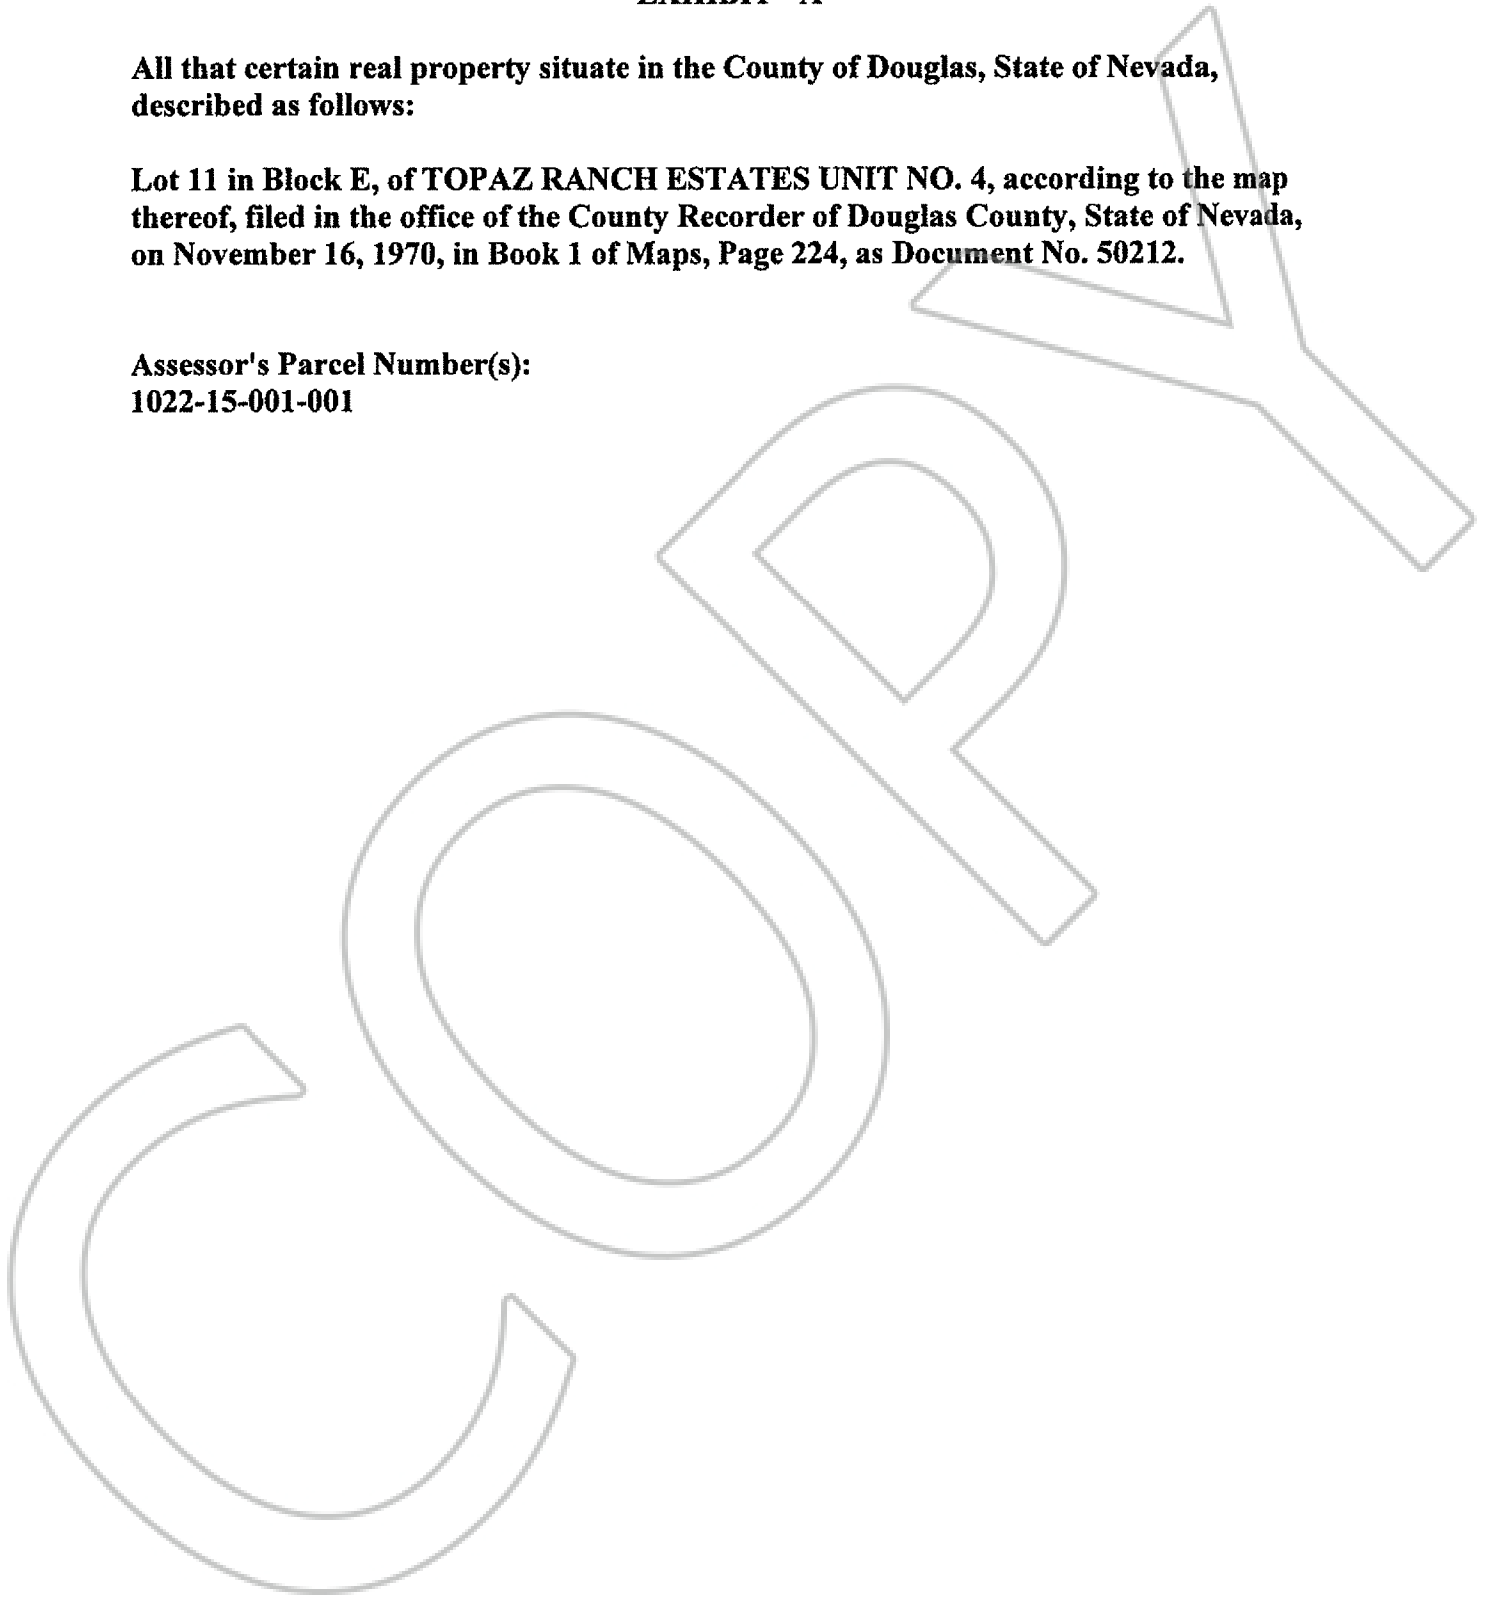 EXHIBIT "A"
All that certain real property situate in the County of Douglas, State of Nevada,
described as follows:
Lot 11 in Block E, of TOPAZ RANCH ESTATES UNIT NO. 4, according to the map
thereof, filed in the office of the County Recorder of Douglas County, State of Nevada,
on November 16, 1970, in Book 1 of Maps, Page 224, as Document No. 50212.
Assessor's Parcel Number(s):
1022-15-001-001
COPY